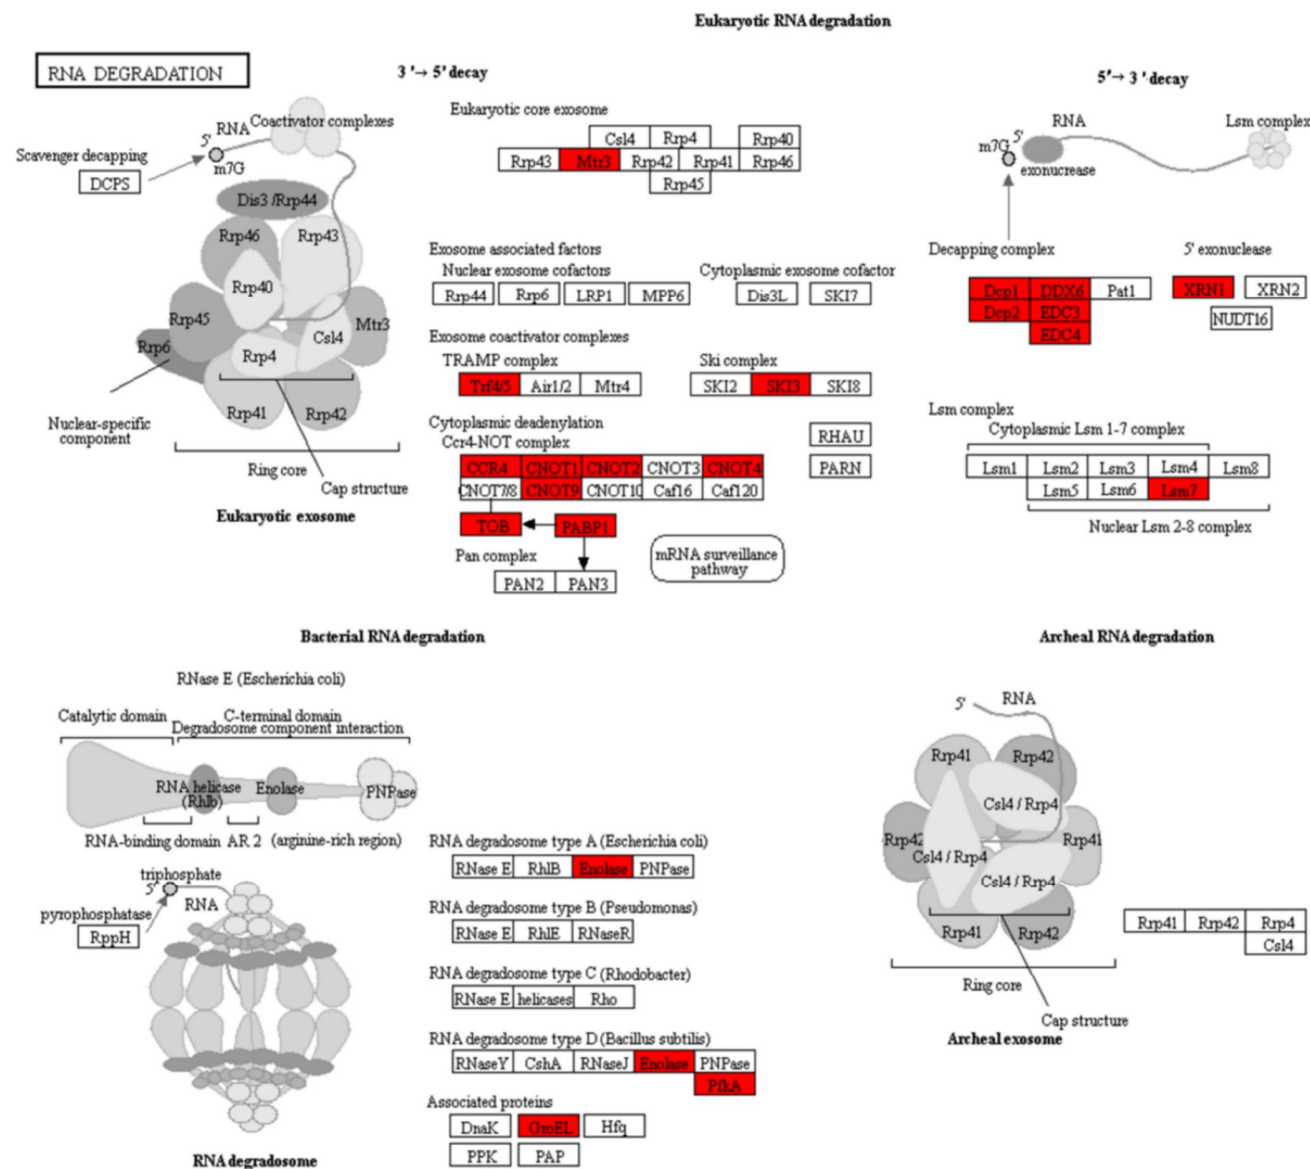 Eukaryotic RNA degradation
RNA DEGRADATION
3 '→ 5' decay
5' → 3 ' decay
Eukaryotic core exosome
Csl4 Rrp4 Rrp40
Rrp43 Mtr3 Rrp42 Rrp41 Rrp46
Rrp45
5' RNA Coactivator complexes
m7G
Scavenger decapping
DCPS
Dis3 /Rrp44
Rrp46 Rrp43
Rrp40
Rrp45 Csl4 Mtr3
Rrp6 Rrp4
Rrp41 Rrp42
Nuclear-specific
component
Ring core
Cap structure
Eukaryotic exosome
Exosome associated factors
Nuclear exosome cofactors
Rrp44 Rrp6 LRP1 MPP6
Cytoplasmic exosome cofactor
Dis3L SKI7
Exosome coactivator complexes
TRAMP complex
Trf4/5 Air1/2 Mtr4
Ski complex
SKI2 SKI3 SKI8
Cytoplasmic deadenylation
Ccr4-NOT complex
CCR4 CNOT1 CNOT2 CNOT3 CNOT4
CNOT7/8 CNOT9 CNOT10 Caf16 Caf120
RHAU
PARN
TOB PABP1
Pan complex
PAN2 PAN3
mRNA surveillance
pathway
RNA Lsm complex
m7G 5'
exonucrease
Decapping complex
Dcp1 DDX6 Pat1
Dcp2 EDC3
EDC4
5' exonuclease
XRN1 XRN2
NUDT16
Lsm complex
Cytoplasmic Lsm 1-7 complex
Lsm1 Lsm2 Lsm3 Lsm4 Lsm8
Lsm5 Lsm6 Lsm7
Nuclear Lsm 2-8 complex
Bacterial RNA degradation
RNase E (Escherichia coli)
Catalytic domain C-terminal domain
Degradosome component interaction
RNA helicase
(Rhlb)
Enolase
PNPase
RNA-binding domain AR 2 (arginine-rich region)
5' triphosphate
RNA
pyrophosphatase
RppH
RNA degradosome
RNA degradosome type A (Escherichia coli)
RNase E RhlB Enolase PNPase
RNA degradosome type B (Pseudomonas)
RNase E RhlE RNaseR
RNA degradosome type C (Rhodobacter)
RNase E helicases Rho
RNA degradosome type D (Bacillus subtilis)
RNaseY CshA RNaseJ Enolase PNPase
PfkA
Associated proteins
DnaK GroEL Hfq
PPK PAP
Archeal RNA degradation
5' RNA
Rrp41 Rrp42
Csl4 / Rrp4
Rrp42 Csl4 / Rrp4 Rrp41
Csl4 / Rrp4
Rrp41 Rrp42
Ring core
Cap structure
Archeal exosome
Rrp41 Rrp42 Rrp4
Csl4